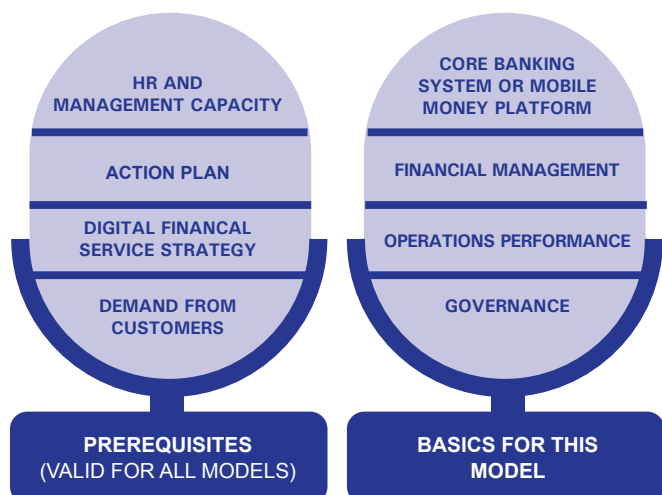 HR AND
MANAGEMENT CAPACITY
ACTION PLAN
DIGITAL FINANCAL
SERVICE STRATEGY
DEMAND FROM
CUSTOMERS
PREREQUISITES
(VALID FOR ALL MODELS)
CORE BANKING
SYSTEM OR MOBILE
MONEY PLATFORM
FINANCIAL MANAGEMENT
OPERATIONS PERFORMANCE
GOVERNANCE
BASICS FOR THIS
MODEL